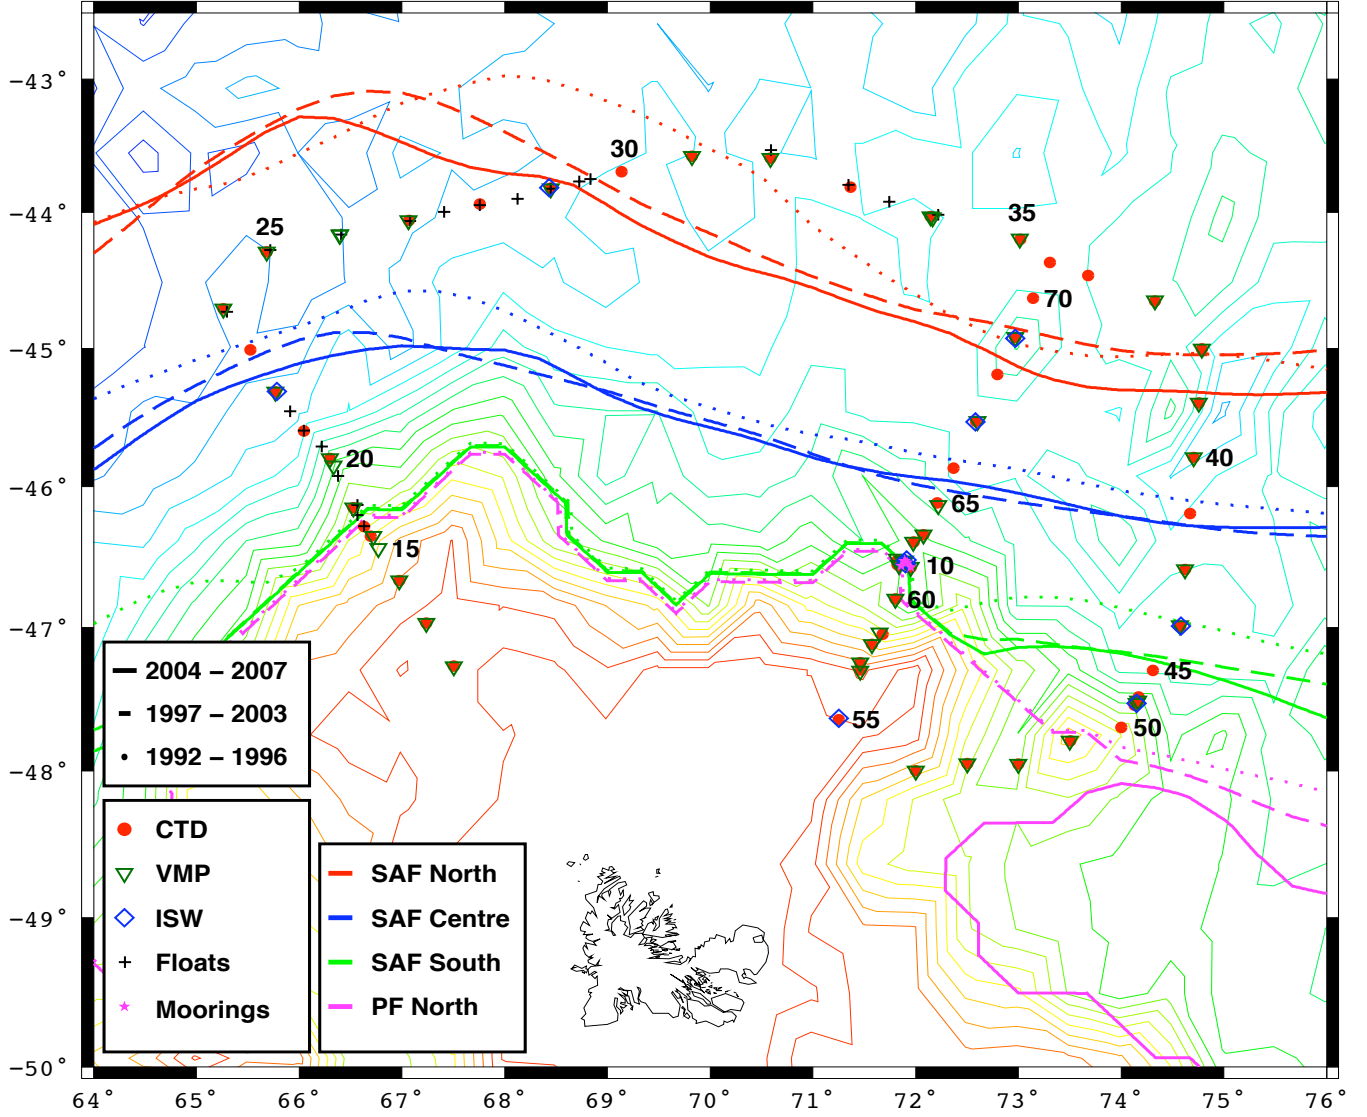 −43°
30
−44°
25
35
70
−45°
20
40
−46°
65
15
10
60
−47°
2004 − 2007
45
1997 − 2003
55
50
1992 − 1996
−48°
CTD
VMP
SAF North
ISW
SAF Centre
−49°
Floats
SAF South
Moorings
PF North
−50°
64° 65° 66° 67° 68° 69° 70° 71° 72° 73° 74° 75° 76°